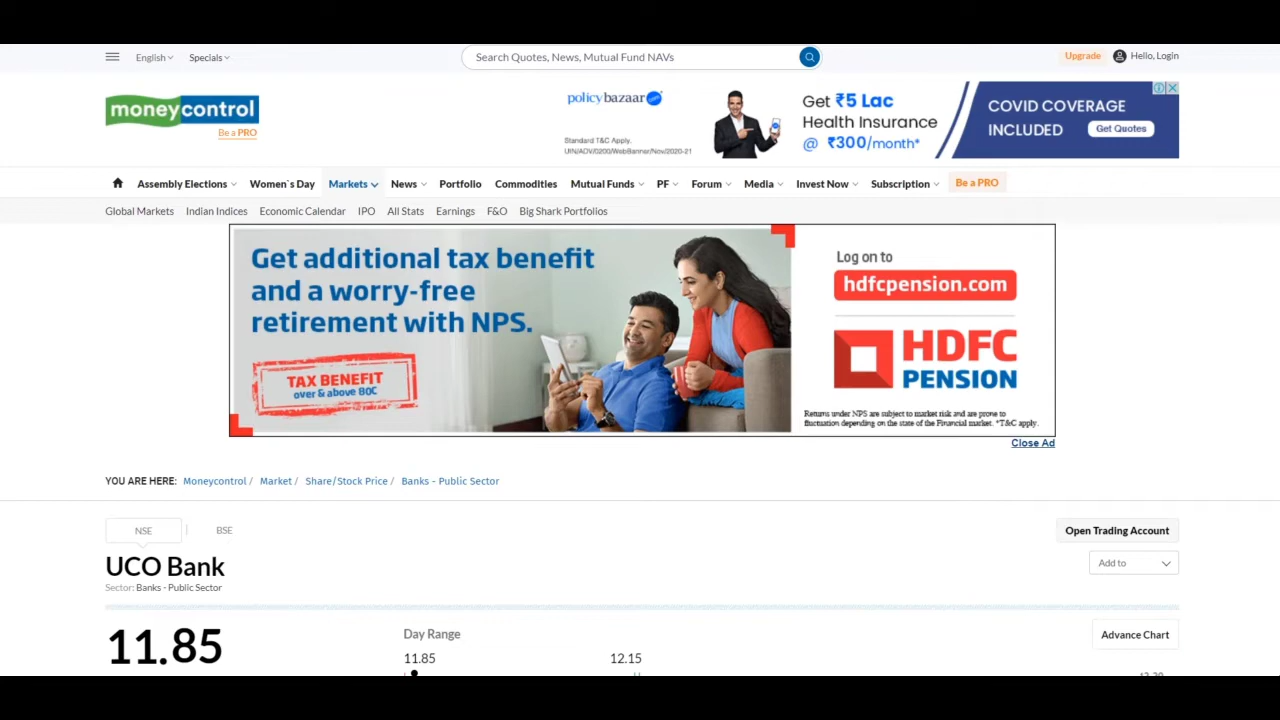 English
Specials
Search Quotes, News, Mutual Fund NAVs
Upgrade
Hello, Login
moneycontrol
Be a PRO
policybazaar
Standard T&C Apply.
UIN/ADV/0200/WebBanner/Nov/2020-21
Get ₹5 Lac
Health Insurance
@ ₹300/month*
COVID COVERAGE
INCLUDED
Get Quotes
Assembly Elections
Women`s Day
Markets
News
Portfolio
Commodities
Mutual Funds
PF
Forum
Media
Invest Now
Subscription
Be a PRO
Global Markets
Indian Indices
Economic Calendar
IPO
All Stats
Earnings
F&O
Big Shark Portfolios
Get additional tax benefit
and a worry-free
retirement with NPS.
TAX BENEFIT
over & above 80C
Log on to
hdfcpension.com
HDFC
PENSION
Returns under NPS are subject to market risk and are prone to
fluctuation depending on the state of the Financial market. *T&C apply.
Close Ad
YOU ARE HERE: Moneycontrol / Market / Share/Stock Price / Banks - Public Sector
NSE | BSE
Open Trading Account
UCO Bank
Add to
Sector: Banks - Public Sector
11.85
Day Range
11.85
12.15
Advance Chart